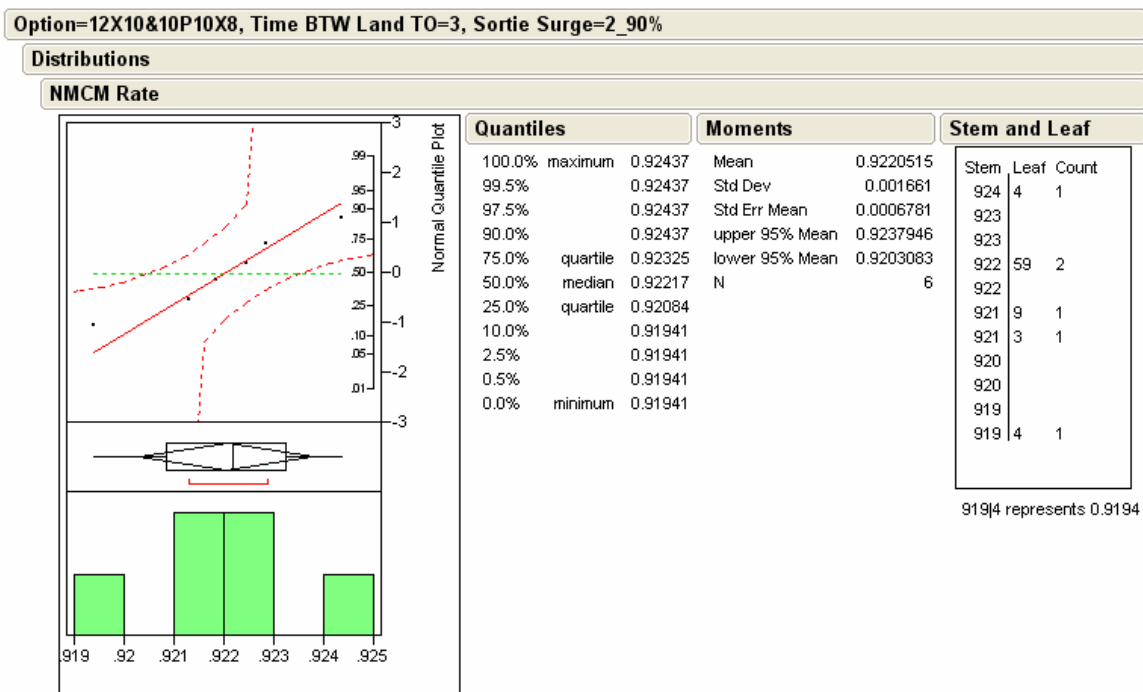 Option=12X10&10P10X8, Time BTW Land TO=3, Sortie Surge=2_90%
Distributions
NMCM Rate
3
2
1
0
-1
-2
-3
.99
.95
.90
.75
.50
.25
.10
.05
.01
Normal Quantile Plot
.919 .92 .921 .922 .923 .924 .925
Quantiles
100.0% maximum 0.92437
99.5% 0.92437
97.5% 0.92437
90.0% 0.92437
75.0% quartile 0.92325
50.0% median 0.92217
25.0% quartile 0.92084
10.0% 0.91941
2.5% 0.91941
0.5% 0.91941
0.0% minimum 0.91941
Moments
Mean 0.9220515
Std Dev 0.001661
Std Err Mean 0.0006781
upper 95% Mean 0.9237946
lower 95% Mean 0.9203083
N 6
Stem and Leaf
Stem Leaf Count
924 4 1
923
923
922 59 2
922
921 9 1
921 3 1
920
920
919
919 4 1
919|4 represents 0.9194